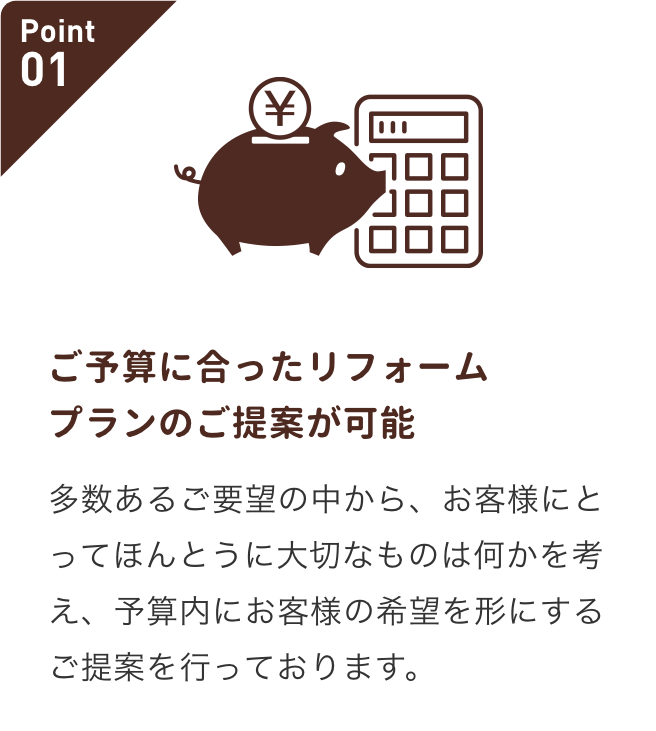 Point
01
¥
ご予算に合ったリフォーム
プランのご提案が可能
多数あるご要望の中から、お客様にと
ってほんとうに大切なものは何かを考
え、予算内にお客様の希望を形にする
ご提案を行っております。